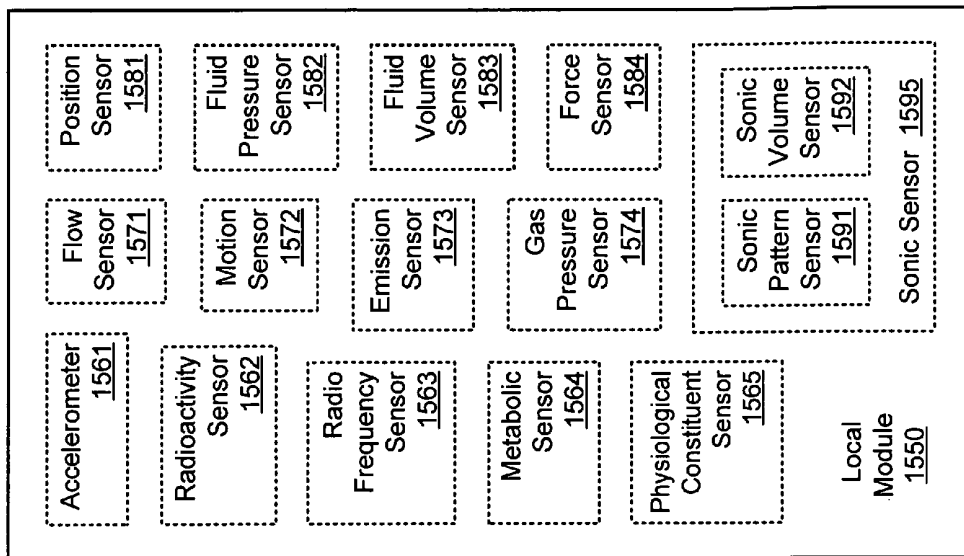 Accelerometer
1561
Radioactivity
Sensor
1562
Radio
Frequency
Sensor
1563
Metabolic
Sensor
1564
Physiological
Constituent
Sensor
1565
Local
Module
1550
Flow
Sensor
1571
Motion
Sensor
1572
Emission
Sensor
1573
Gas
Pressure
Sensor
1574
Position
Sensor
1581
Fluid
Pressure
Sensor
1582
Fluid
Volume
Sensor
1583
Force
Sensor
1584
Sonic
Pattern
Sensor
1591
Sonic
Volume
Sensor
1592
Sonic Sensor 1595